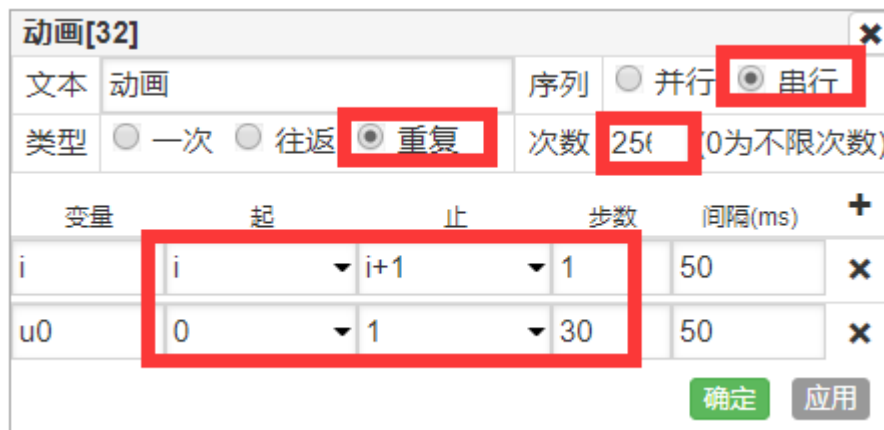 动画[32]
文本 动画 序列 并行 串行
类型 一次 往返 重复 次数 256 (0为不限次数)
变量 起 止 步数 间隔(ms)
i i i+1 1 50
u0 0 1 30 50
确定 应用